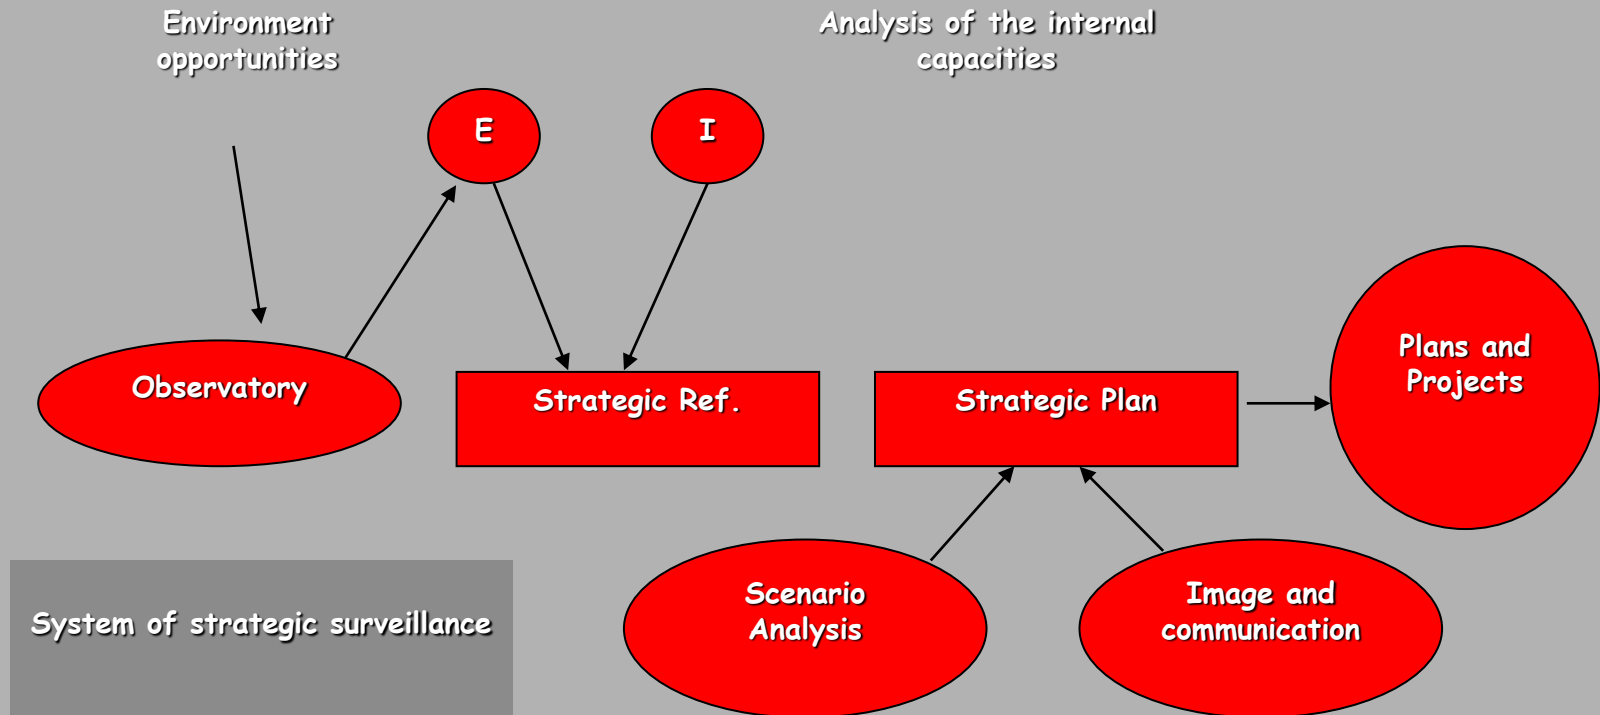 Environment
opportunities
Analysis of the internal
capacities
E
I
Observatory
Strategic Ref.
Strategic Plan
Plans and
Projects
System of strategic surveillance
Scenario
Analysis
Image and
communication